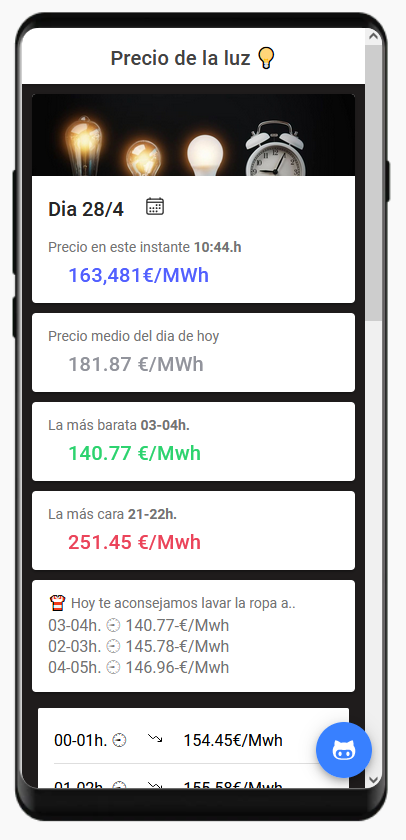 Precio de la luz 💡
Dia 28/4
Precio en este instante 10:44.h
163,481€/MWh
Precio medio del dia de hoy
181.87 €/MWh
La más barata 03-04h.
140.77 €/Mwh
La más cara 21-22h.
251.45 €/Mwh
Hoy te aconsejamos lavar la ropa a..
03-04h. 140.77-€/Mwh
02-03h. 145.78-€/Mwh
04-05h. 146.96-€/Mwh
00-01h. 154.45€/Mwh
01-02h. 155.58€/Mwh